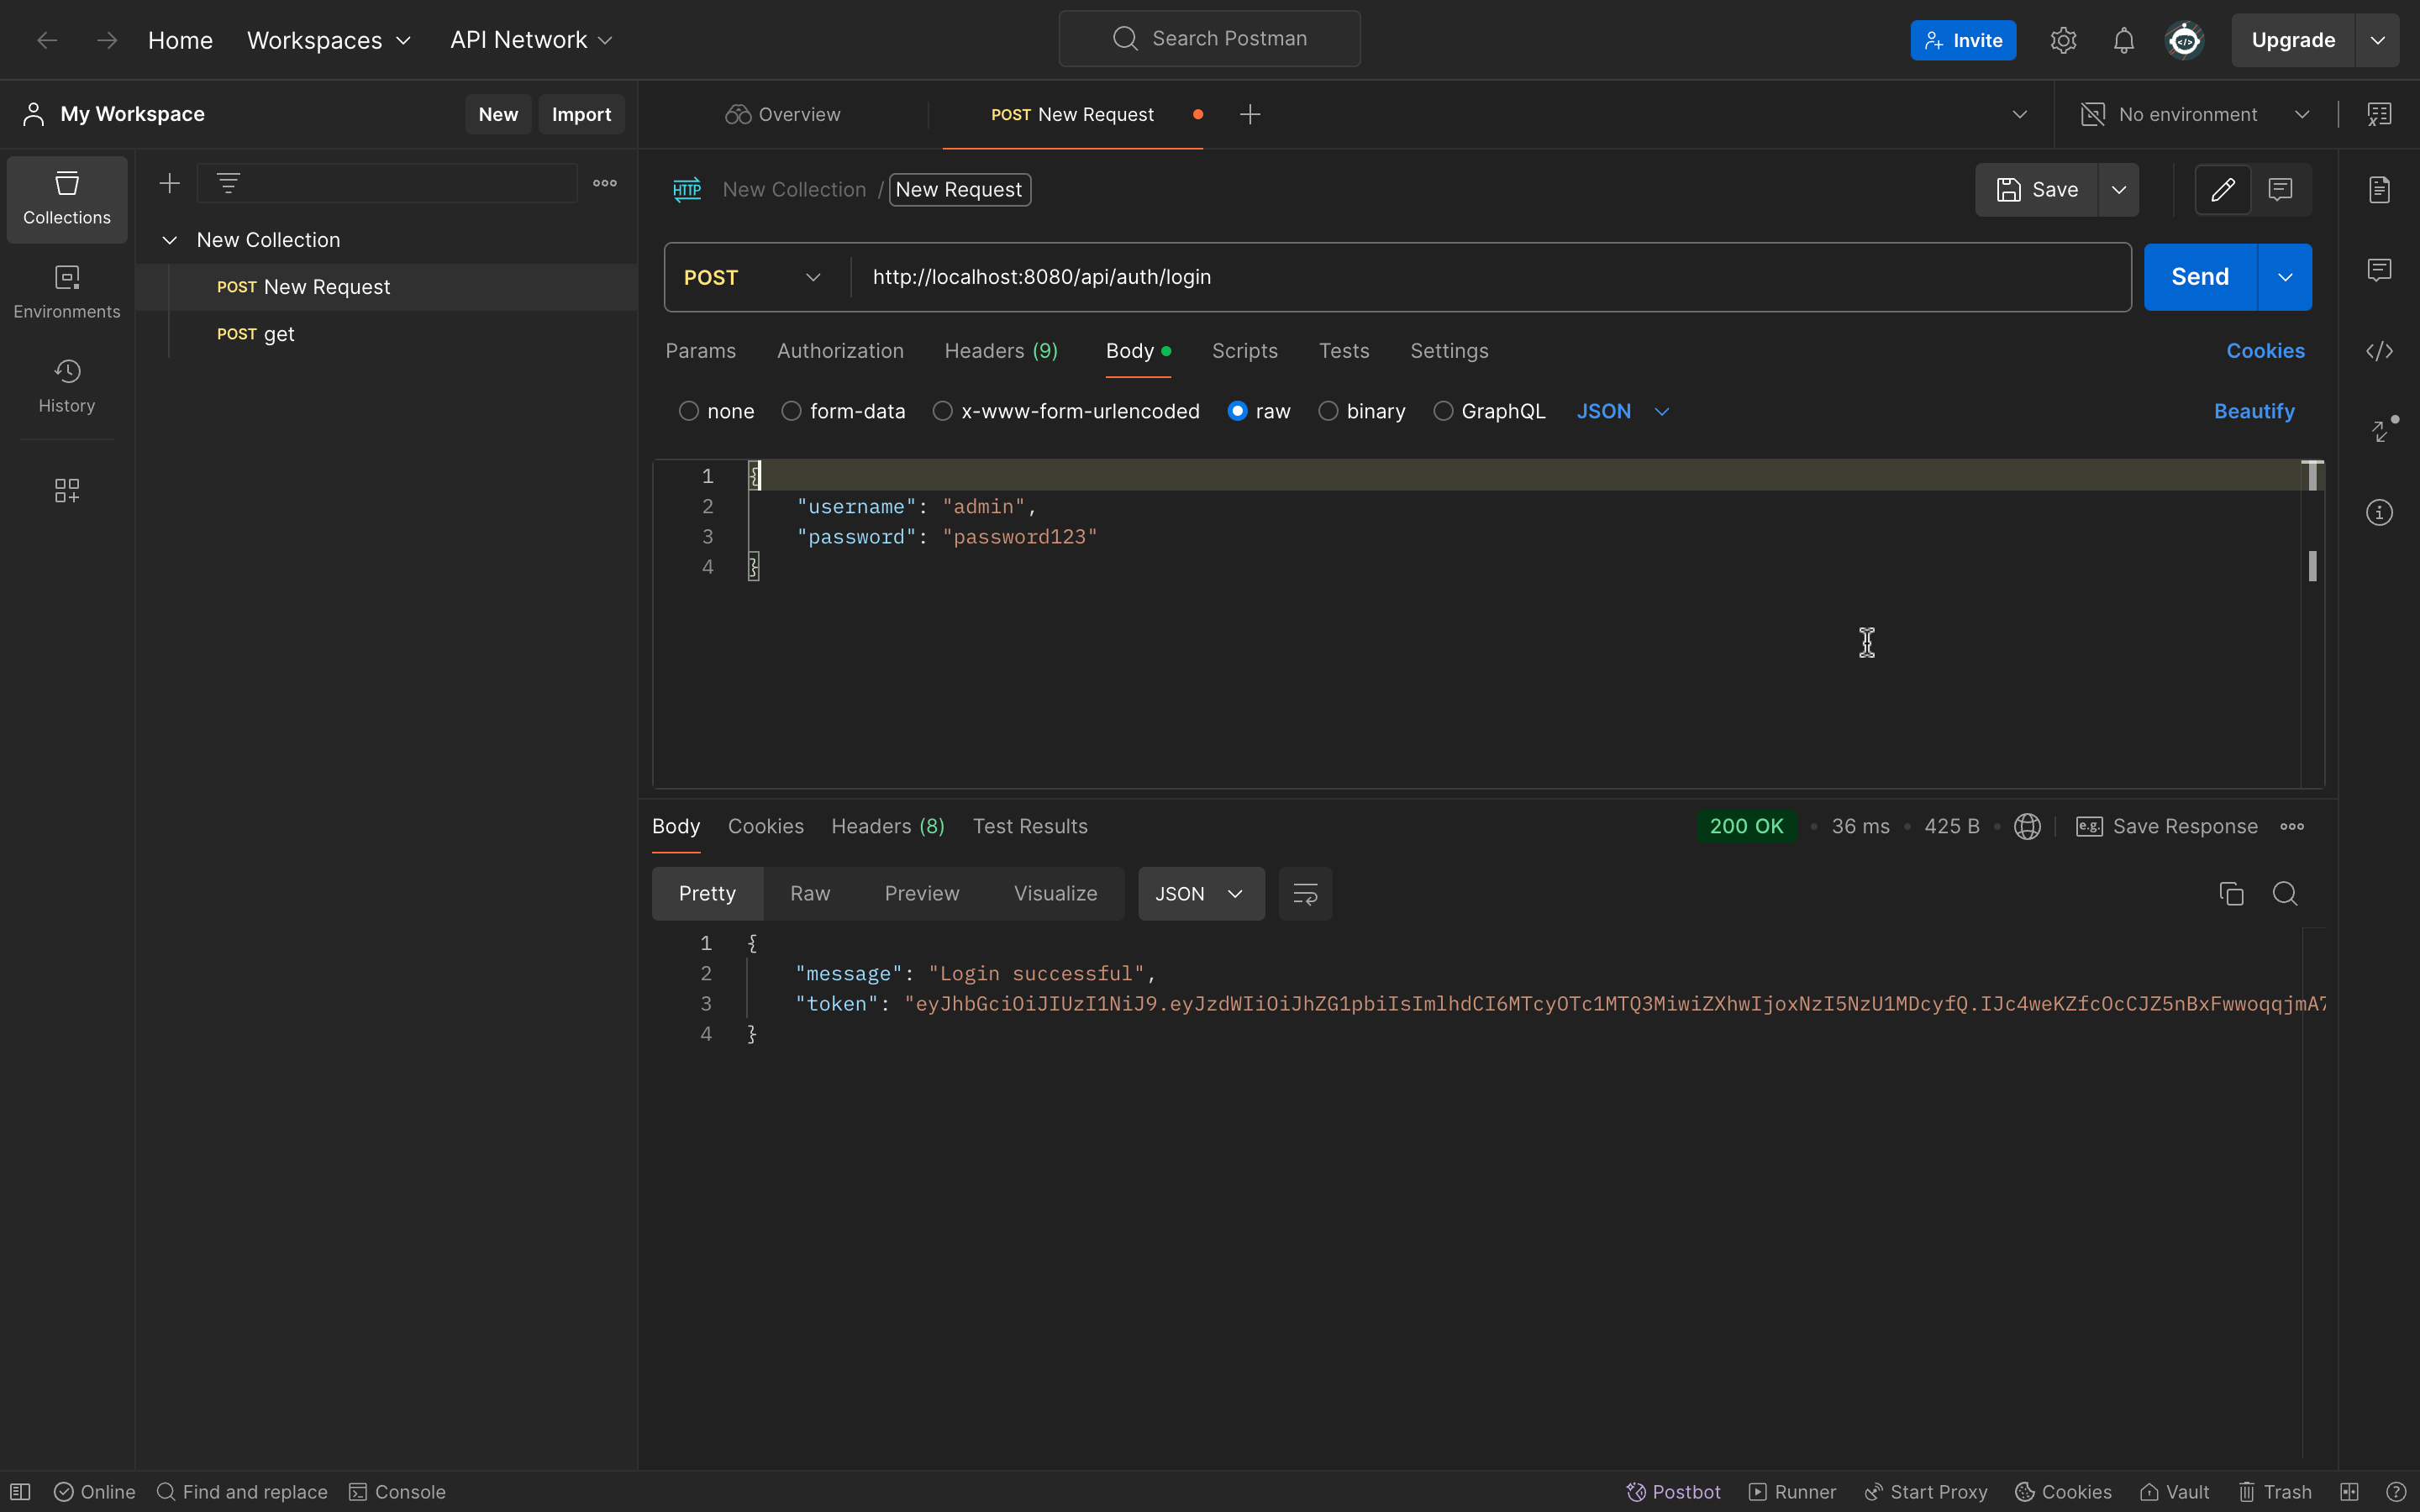 Home Workspaces API Network Search Postman Invite Upgrade
My Workspace New Import Overview POST New Request No environment
Collections
Environments
History
New Collection
POST New Request
POST get
HTTP New Collection / New Request Save
POST http://localhost:8080/api/auth/login Send
Params Authorization Headers (9) Body Scripts Tests Settings Cookies
none form-data x-www-form-urlencoded raw binary GraphQL JSON Beautify
1 {
2 "username": "admin",
3 "password": "password123"
4 }
Body Cookies Headers (8) Test Results 200 OK • 36 ms • 425 B • e.g. Save Response
Pretty Raw Preview Visualize JSON
1 {
2 "message": "Login successful",
3 "token": "eyJhbGciOiJIUzI1NiJ9.eyJzdWIiOiJhZG1pbiIsImlhdCI6MTcyOTc1MTQ3MiwiZXhwIjoxNzI5NzU1MDcyfQ.IJc4weKZfcOcCJZ5nBxFwwoqqjmA
4 }
Online Find and replace Console Postbot Runner Start Proxy Cookies Vault Trash